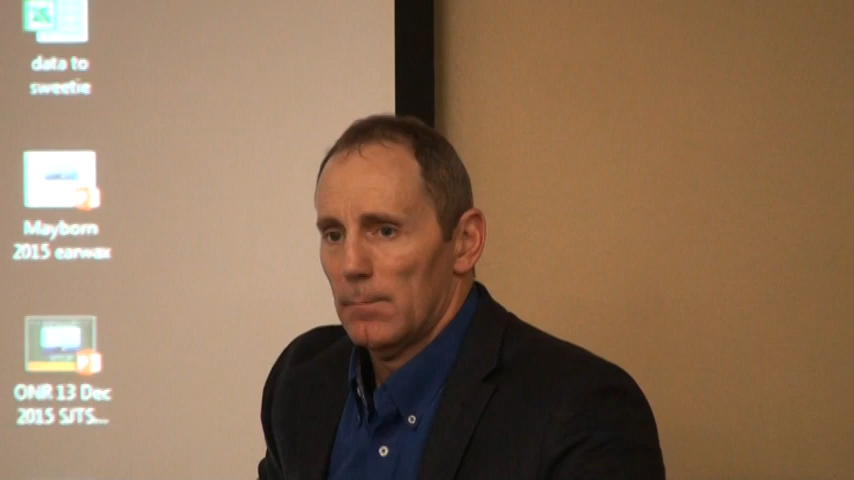 data to
sweetie
Mayborn
2015 earwax
ONR 13 Dec
2015 SJTS...